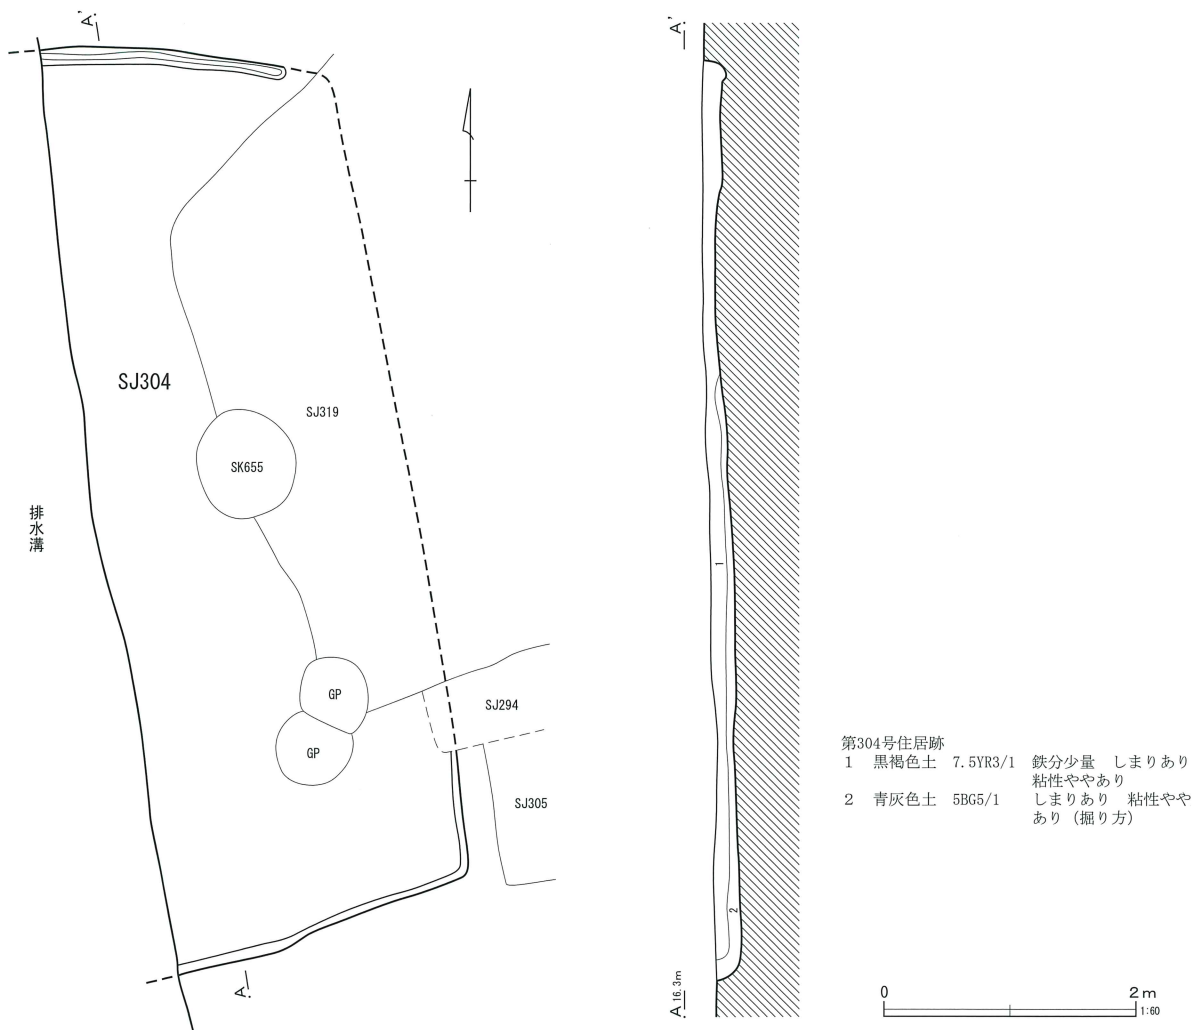 A'
SJ304
SJ319
SK655
排水溝
GP
GP
SJ294
SJ305
A
A'
1
2
A 16.3m
第304号住居跡
1 黒褐色土 7.5YR3/1 鉄分少量 しまりあり
粘性ややあり
2 青灰色土 5BG5/1 しまりあり 粘性やや
あり（掘り方）
0 2m
1:60